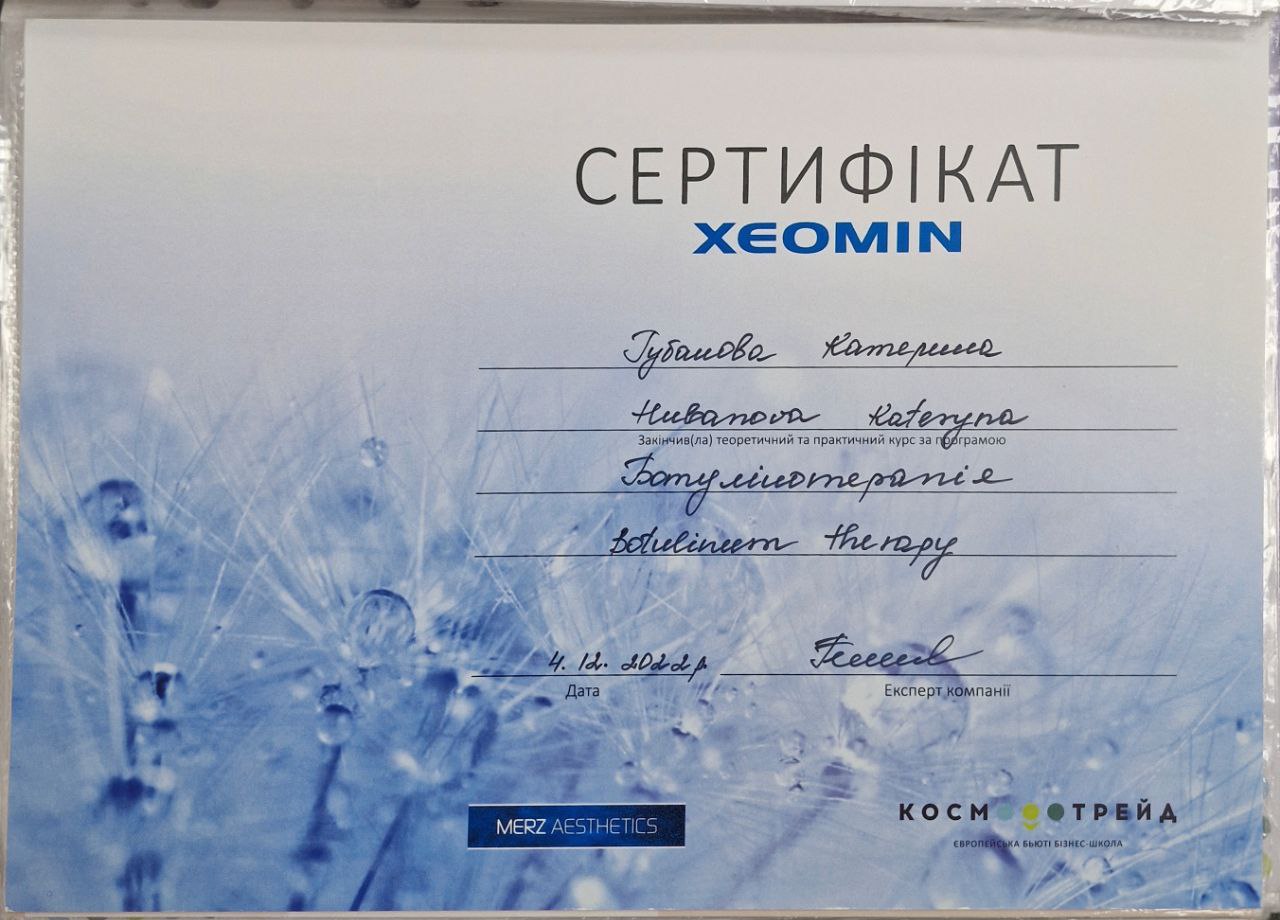 СЕРТИФІКАТ
XEOMIN
Губанова Катерина
Hubanova Kateryna
Закінчив(ла) теоретичний та практичний курс за програмою
Ботулінотерапія
Botulinum therapy
4.12.2022р.
Дата
Експерт компанії
MERZ AESTHETICS
КОСМОТРЕЙД
ЄВРОПЕЙСЬКА БЬЮТІ БІЗНЕС-ШКОЛА